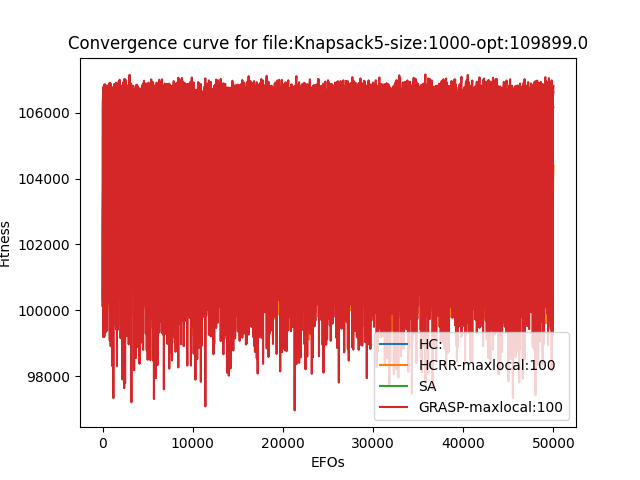 Convergence curve for file:Knapsack5-size:1000-opt:109899.0
106000
104000
102000
100000
98000
Fitness
HC:
HCRR-maxlocal:100
SA
GRASP-maxlocal:100
0 10000 20000 30000 40000 50000
EFOs